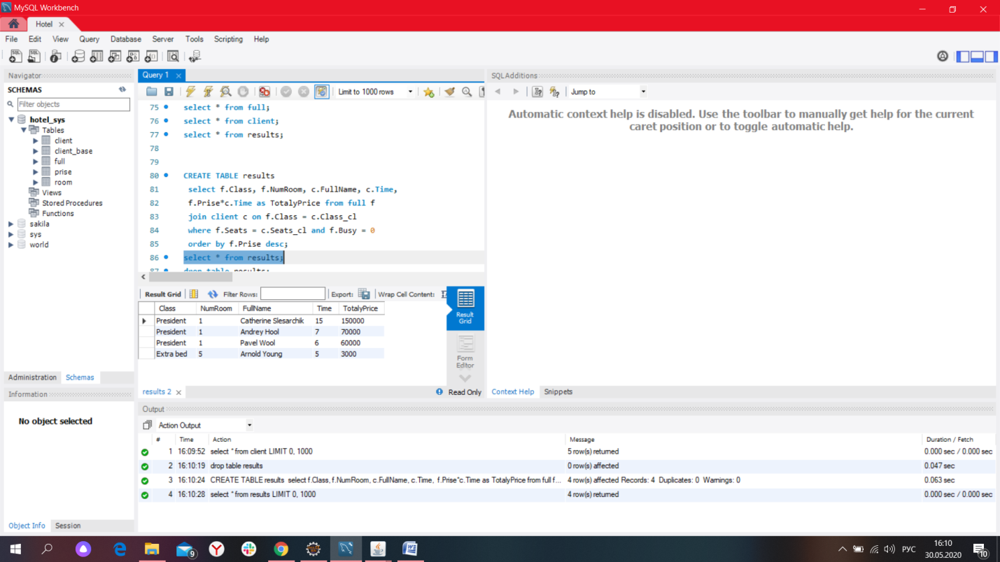 MySQL Workbench
Hotel
File Edit View Query Database Server Tools Scripting Help
Navigator
SCHEMAS
Filter objects
hotel_sys
Tables
client
client_base
full
prise
room
Views
Stored Procedures
Functions
sakila
sys
world
Administration Schemas
Information
No object selected
Object Info Session
Query 1
Limit to 1000 rows
75 select * from full;
76 select * from client;
77 select * from results;
78
79
80 CREATE TABLE results
81 select f.Class, f.NumRoom, c.FullName, c.Time,
82 f.Prise*c.Time as TotalyPrice from full f
83 join client c on f.Class = c.Class_cl
84 where f.Seats = c.Seats_cl and f.Busy = 0
85 order by f.Prise desc;
86 select * from results;
87 drop table results;
Result Grid Filter Rows: Export: Wrap Cell Content:
Class NumRoom FullName Time TotalyPrice
President 1 Catherine Slesarchik 15 150000
President 1 Andrey Hool 7 70000
President 1 Pavel Wool 6 60000
Extra bed 5 Arnold Young 5 3000
Result
Grid
Form
Editor
results 2
Read Only
SQLAdditions
Jump to
Automatic context help is disabled. Use the toolbar to manually get help for the current
caret position or to toggle automatic help.
Context Help Snippets
Output
Action Output
# Time Action Message Duration / Fetch
1 16:09:52 select * from client LIMIT 0, 1000 5 row(s) returned 0.000 sec / 0.000 sec
2 16:10:19 drop table results 0 row(s) affected 0.047 sec
3 16:10:24 CREATE TABLE results select f.Class, f.NumRoom, c.FullName, c.Time, f.Prise*c.Time as TotalyPrice from full f... 4 row(s) affected Records: 4 Duplicates: 0 Warnings: 0 0.063 sec
4 16:10:28 select * from results LIMIT 0, 1000 4 row(s) returned 0.000 sec / 0.000 sec
9
РУС
16:10
30.05.2020
10